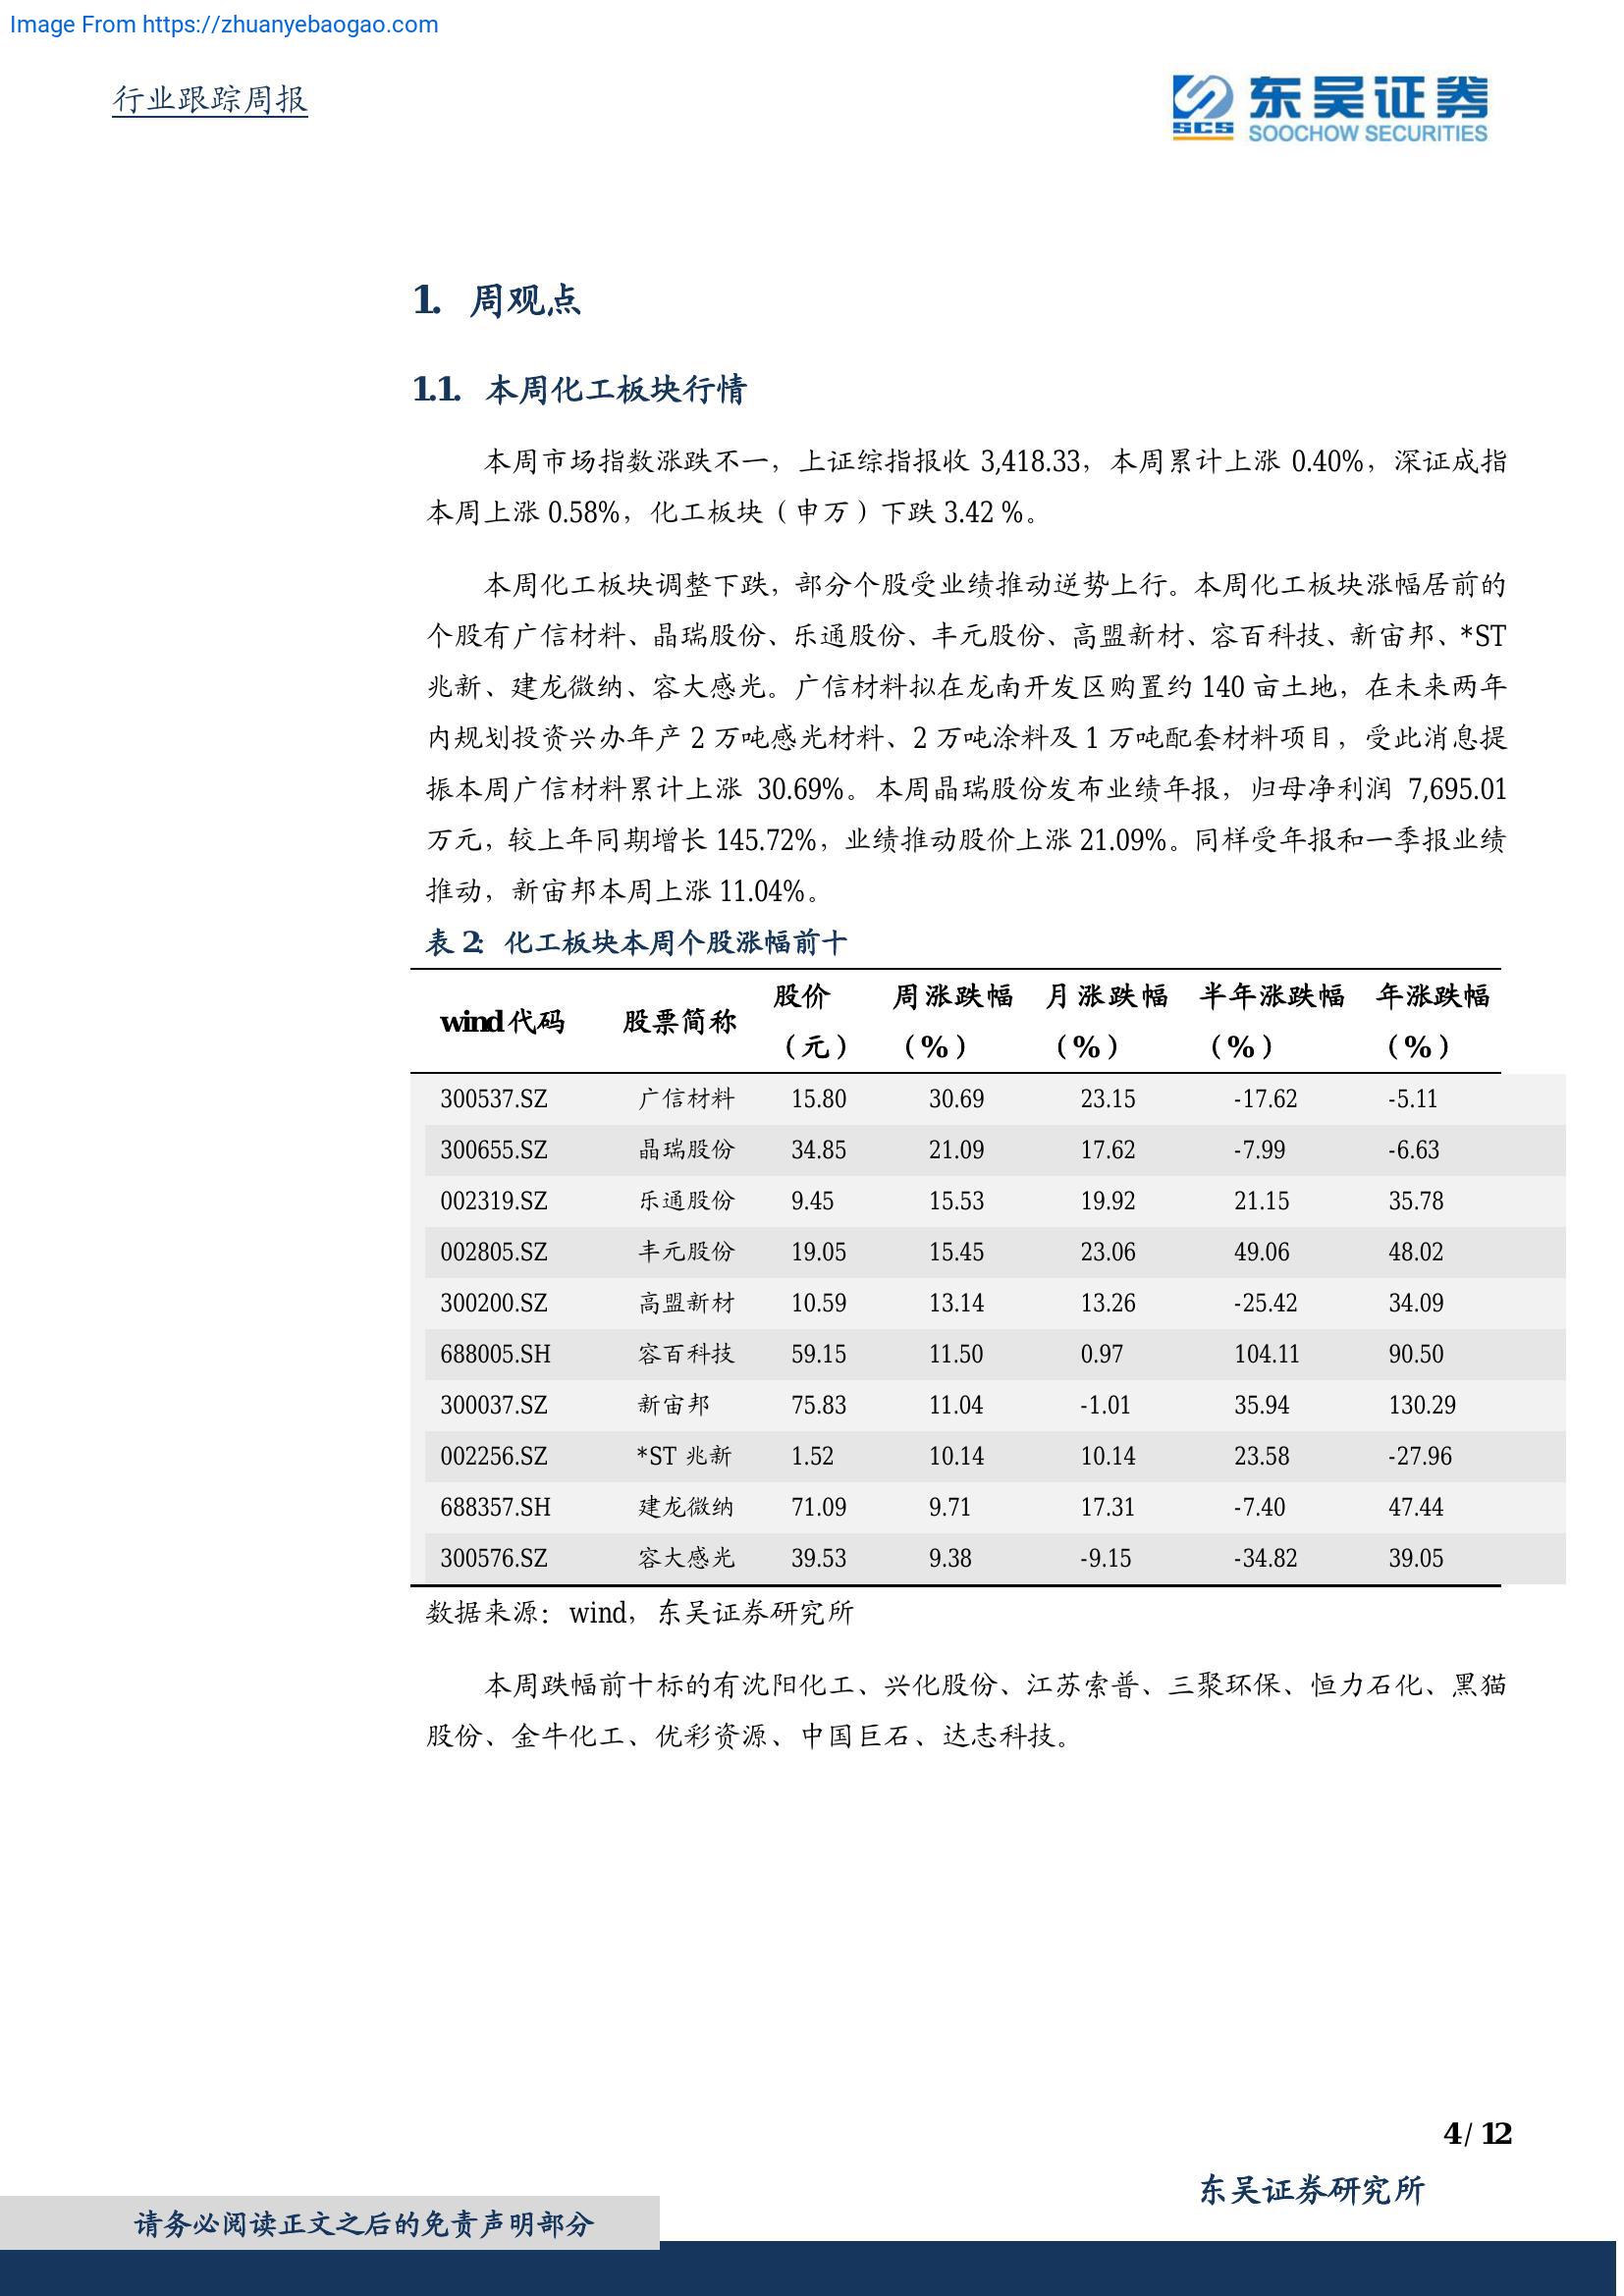 Image From https://zhuanyebaogao.com
行业跟踪周报
SCS
东吴证券
SOOCHOW SECURITIES
1. 周观点
1.1. 本周化工板块行情
本周市场指数涨跌不一，上证综指报收 3,418.33，本周累计上涨 0.40%，深证成指
本周上涨 0.58%，化工板块（申万）下跌 3.42 %。
本周化工板块调整下跌，部分个股受业绩推动逆势上行。本周化工板块涨幅居前的
个股有广信材料、晶瑞股份、乐通股份、丰元股份、高盟新材、容百科技、新宙邦、*ST
兆新、建龙微纳、容大感光。广信材料拟在龙南开发区购置约 140 亩土地，在未来两年
内规划投资兴办年产 2 万吨感光材料、2 万吨涂料及 1 万吨配套材料项目，受此消息提
振本周广信材料累计上涨 30.69%。本周晶瑞股份发布业绩年报，归母净利润 7,695.01
万元，较上年同期增长 145.72%，业绩推动股价上涨 21.09%。同样受年报和一季报业绩
推动，新宙邦本周上涨 11.04%。
表 2：化工板块本周个股涨幅前十
wind 代码 股票简称 股价（元） 周涨跌幅（%） 月涨跌幅（%） 半年涨跌幅（%） 年涨跌幅（%）
300537.SZ 广信材料 15.80 30.69 23.15 -17.62 -5.11
300655.SZ 晶瑞股份 34.85 21.09 17.62 -7.99 -6.63
002319.SZ 乐通股份 9.45 15.53 19.92 21.15 35.78
002805.SZ 丰元股份 19.05 15.45 23.06 49.06 48.02
300200.SZ 高盟新材 10.59 13.14 13.26 -25.42 34.09
688005.SH 容百科技 59.15 11.50 0.97 104.11 90.50
300037.SZ 新宙邦 75.83 11.04 -1.01 35.94 130.29
002256.SZ *ST 兆新 1.52 10.14 10.14 23.58 -27.96
688357.SH 建龙微纳 71.09 9.71 17.31 -7.40 47.44
300576.SZ 容大感光 39.53 9.38 -9.15 -34.82 39.05
数据来源：wind，东吴证券研究所
本周跌幅前十标的有沈阳化工、兴化股份、江苏索普、三聚环保、恒力石化、黑猫
股份、金牛化工、优彩资源、中国巨石、达志科技。
4 / 12
东吴证券研究所
请务必阅读正文之后的免责声明部分